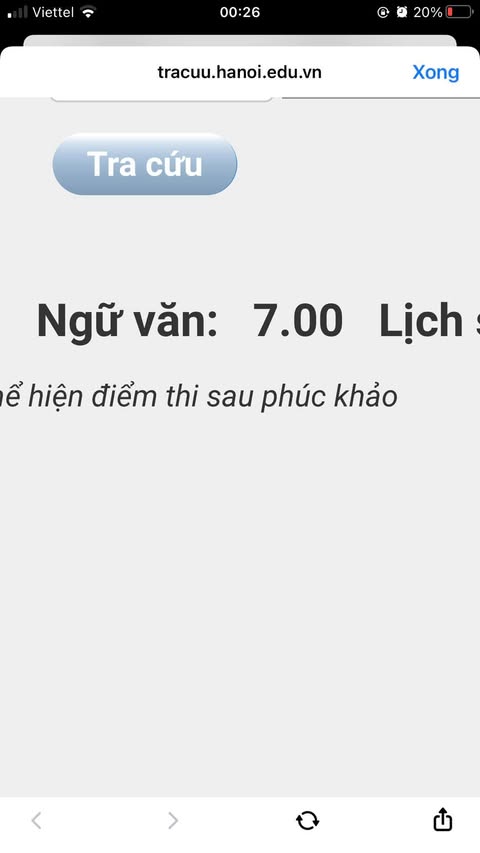 Viettel 00:26 20%
tracuu.hanoi.edu.vn Xong
Tra cứu
Ngữ văn: 7.00 Lịch
hiện điểm thi sau phúc khảo